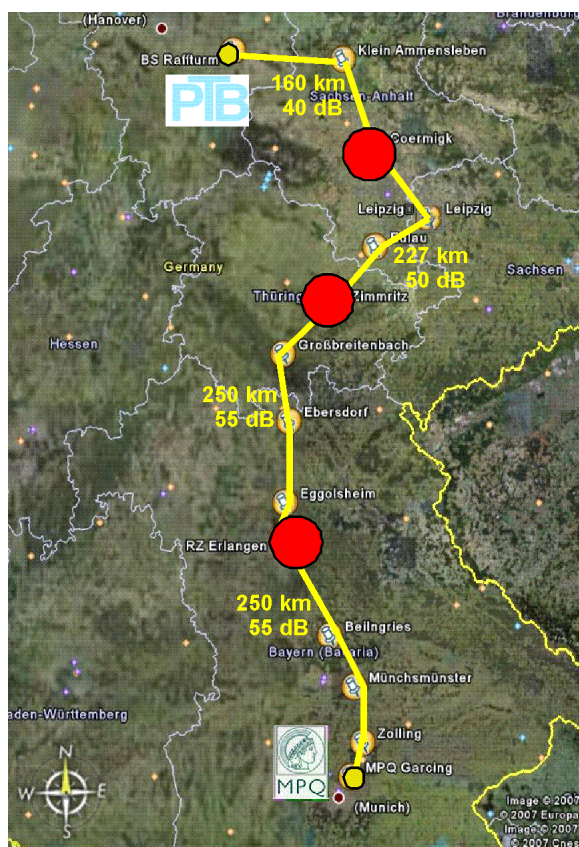 (Hanover)
Brandenburg
BS Raffturm
Klein Ammensleben
PTB
160 km
Sachsen-Anhalt
40 dB
Coermigk
Leipzig
Leipzig
227 km
50 dB
Germany
Sachsen
Zimmritz
Großbreitenbach
Hessen
250 km
55 dB
Ebersdorf
Eggolsheim
RZ Erlangen
250 km
55 dB
Beilngries
Bayern (Bavaria)
Münchsmünster
aden-Württemberg
Zolling
MPQ Garcing
MPQ
(Munich)
N
W E
S
Image © 2007
© 2007 Europa
Image © 2007
© 2007 Cnes